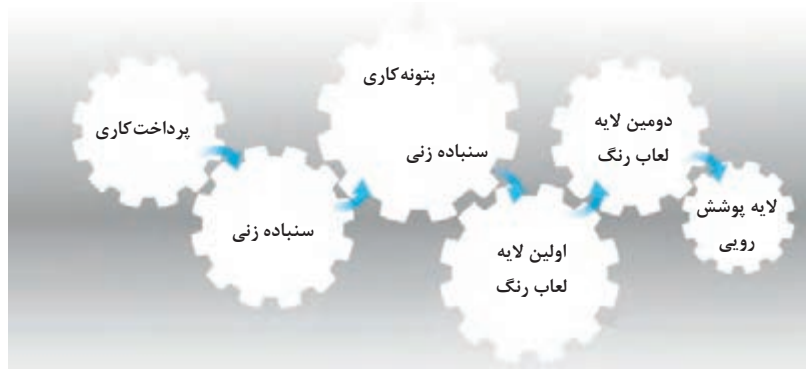 پرداخت‌کاری
سنباده زنی
بتونه‌کاری
سنباده زنی
اولین لایه
لعاب رنگ
دومین لایه
لعاب رنگ
لایه پوشش
رویی